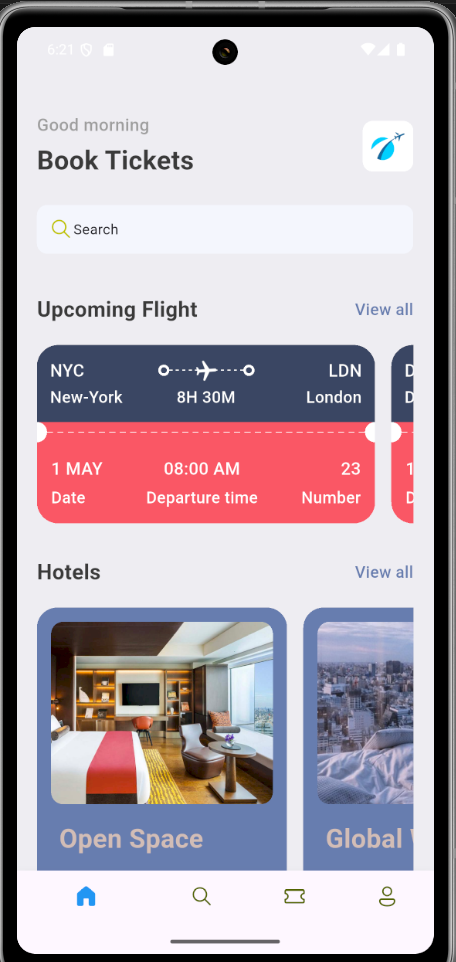 6:21
Good morning
Book Tickets
Search
Upcoming Flight View all
NYC LDN
New-York 8H 30M London
1 MAY 08:00 AM 23
Date Departure time Number
Hotels View all
Open Space Global